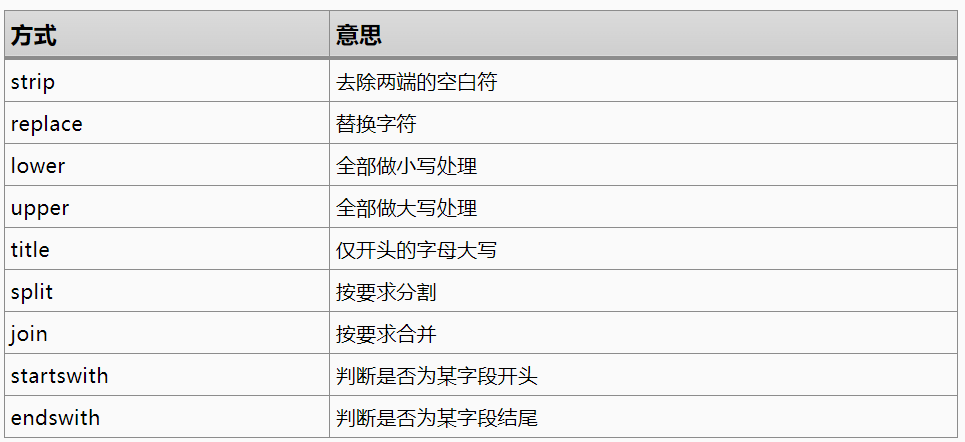 方式 意思
strip 去除两端的空白符
replace 替换字符
lower 全部做小写处理
upper 全部做大写处理
title 仅开头的字母大写
split 按要求分割
join 按要求合并
startswith 判断是否为某字段开头
endswith 判断是否为某字段结尾